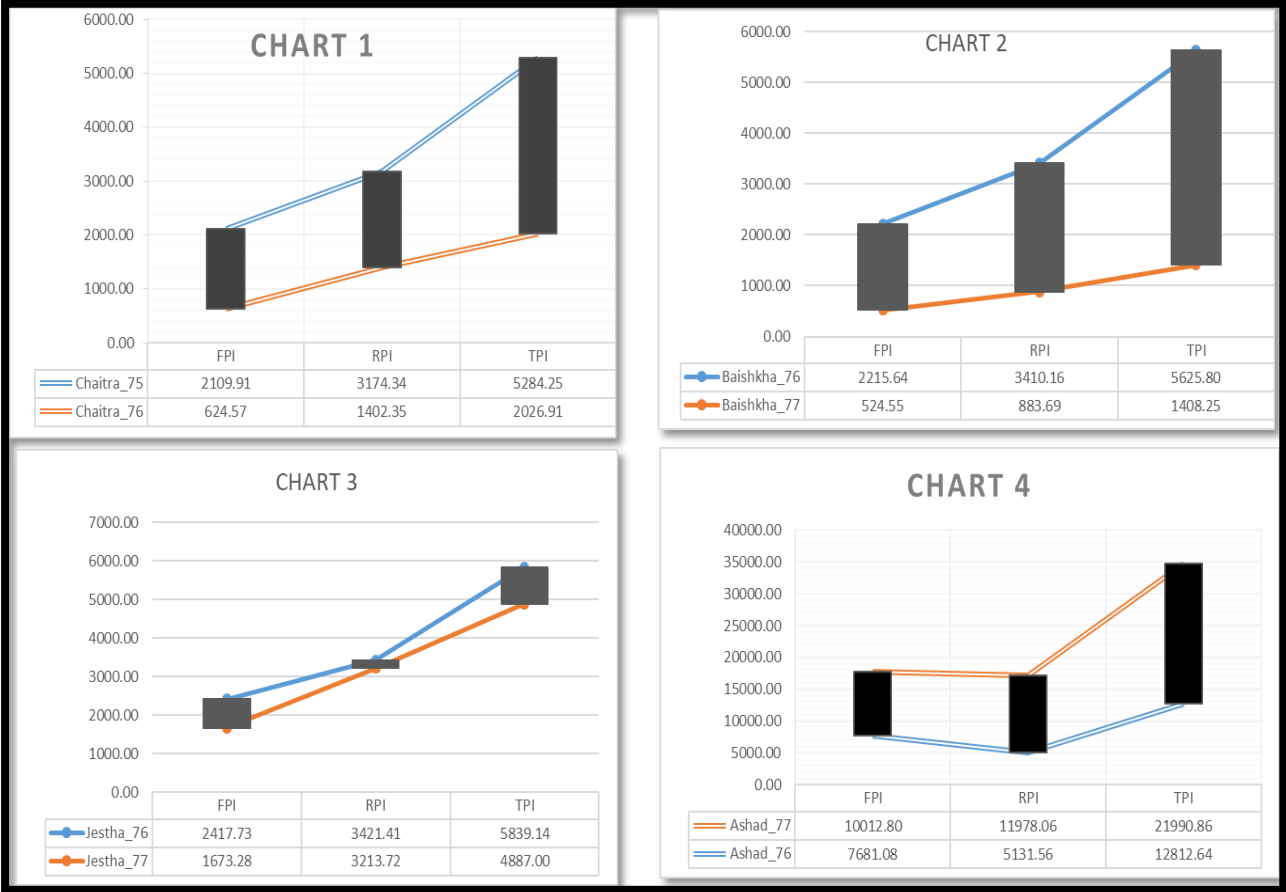 CHART 1
6000.00
5000.00
4000.00
3000.00
2000.00
1000.00
0.00
FPI RPI TPI
Chaitra_75 2109.91 3174.34 5284.25
Chaitra_76 624.57 1402.35 2026.91
CHART 2
6000.00
5000.00
4000.00
3000.00
2000.00
1000.00
0.00
FPI RPI TPI
Baishkha_76 2215.64 3410.16 5625.80
Baishkha_77 524.55 883.69 1408.25
CHART 3
7000.00
6000.00
5000.00
4000.00
3000.00
2000.00
1000.00
0.00
FPI RPI TPI
Jestha_76 2417.73 3421.41 5839.14
Jestha_77 1673.28 3213.72 4887.00
CHART 4
40000.00
35000.00
30000.00
25000.00
20000.00
15000.00
10000.00
5000.00
0.00
FPI RPI TPI
Ashad_77 10012.80 11978.06 21990.86
Ashad_76 7681.08 5131.56 12812.64